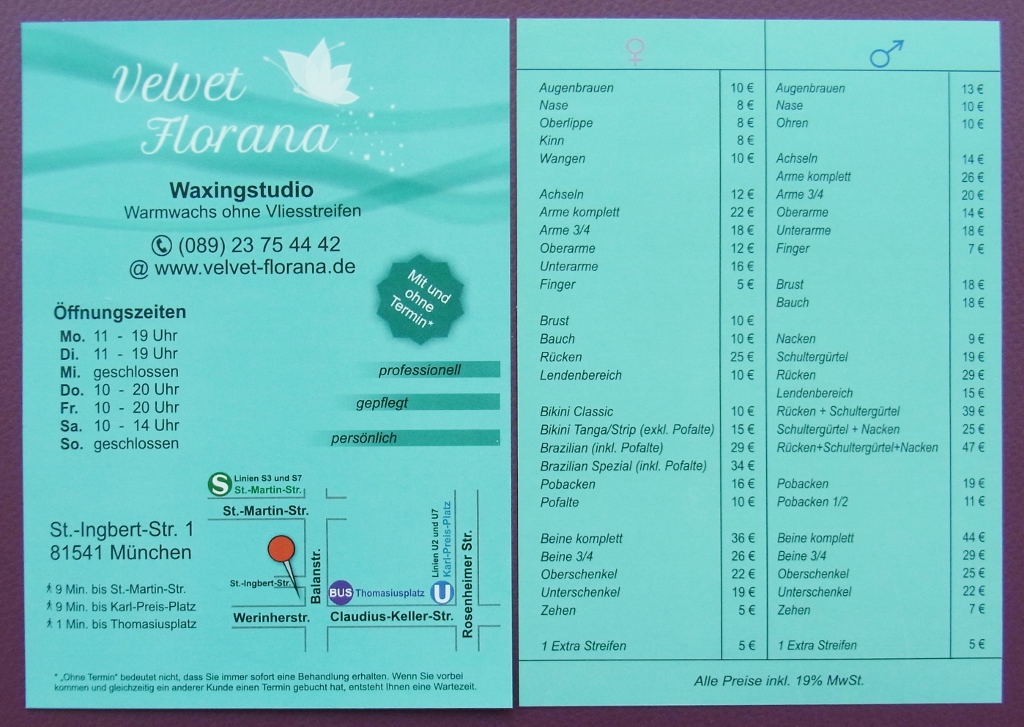 Velvet
Florana
Waxingstudio
Warmwachs ohne Vliesstreifen
(089) 23 75 44 42
@ www.velvet-florana.de
Mit und
ohne
Termin*
Öffnungszeiten
Mo. 11 - 19 Uhr
Di. 11 - 19 Uhr
Mi. geschlossen
Do. 10 - 20 Uhr
Fr. 10 - 20 Uhr
Sa. 10 - 14 Uhr
So. geschlossen
professionell
gepflegt
persönlich
S Linien S3 und S7
St.-Martin-Str.
St.-Martin-Str.
St.-Ingbert-Str. 1
81541 München
9 Min. bis St.-Martin-Str.
9 Min. bis Karl-Preis-Platz
1 Min. bis Thomasiusplatz
St.-Ingbert-Str.
Balanstr.
BUS Thomasiusplatz
U
Linien U2 und U7
Karl-Preis-Platz
Rosenheimer Str.
Werinherstr.
Claudius-Keller-Str.
* „Ohne Termin" bedeutet nicht, dass Sie immer sofort eine Behandlung erhalten. Wenn Sie vorbei
kommen und gleichzeitig ein anderer Kunde einen Termin gebucht hat, entsteht Ihnen eine Wartezeit.
♀
Augenbrauen 10 €
Nase 8 €
Oberlippe 8 €
Kinn 8 €
Wangen 10 €
Achseln 12 €
Arme komplett 22 €
Arme 3/4 18 €
Oberarme 12 €
Unterarme 16 €
Finger 5 €
Brust 10 €
Bauch 10 €
Rücken 25 €
Lendenbereich 10 €
Bikini Classic 10 €
Bikini Tanga/Strip (exkl. Pofalte) 15 €
Brazilian (inkl. Pofalte) 29 €
Brazilian Spezial (inkl. Pofalte) 34 €
Pobacken 16 €
Pofalte 10 €
Beine komplett 36 €
Beine 3/4 26 €
Oberschenkel 22 €
Unterschenkel 19 €
Zehen 5 €
1 Extra Streifen 5 €
♂
Augenbrauen 13 €
Nase 10 €
Ohren 10 €
Achseln 14 €
Arme komplett 26 €
Arme 3/4 20 €
Oberarme 14 €
Unterarme 18 €
Finger 7 €
Brust 18 €
Bauch 18 €
Nacken 9 €
Schultergürtel 19 €
Rücken 29 €
Lendenbereich 15 €
Rücken + Schultergürtel 39 €
Schultergürtel + Nacken 25 €
Rücken+Schultergürtel+Nacken 47 €
Pobacken 19 €
Pobacken 1/2 11 €
Beine komplett 44 €
Beine 3/4 29 €
Oberschenkel 25 €
Unterschenkel 22 €
Zehen 7 €
1 Extra Streifen 5 €
Alle Preise inkl. 19% MwSt.